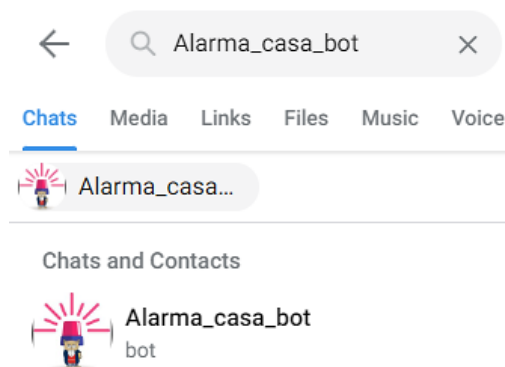 Alarma_casa_bot
Chats Media Links Files Music Voice
Alarma_casa...
Chats and Contacts
Alarma_casa_bot
bot